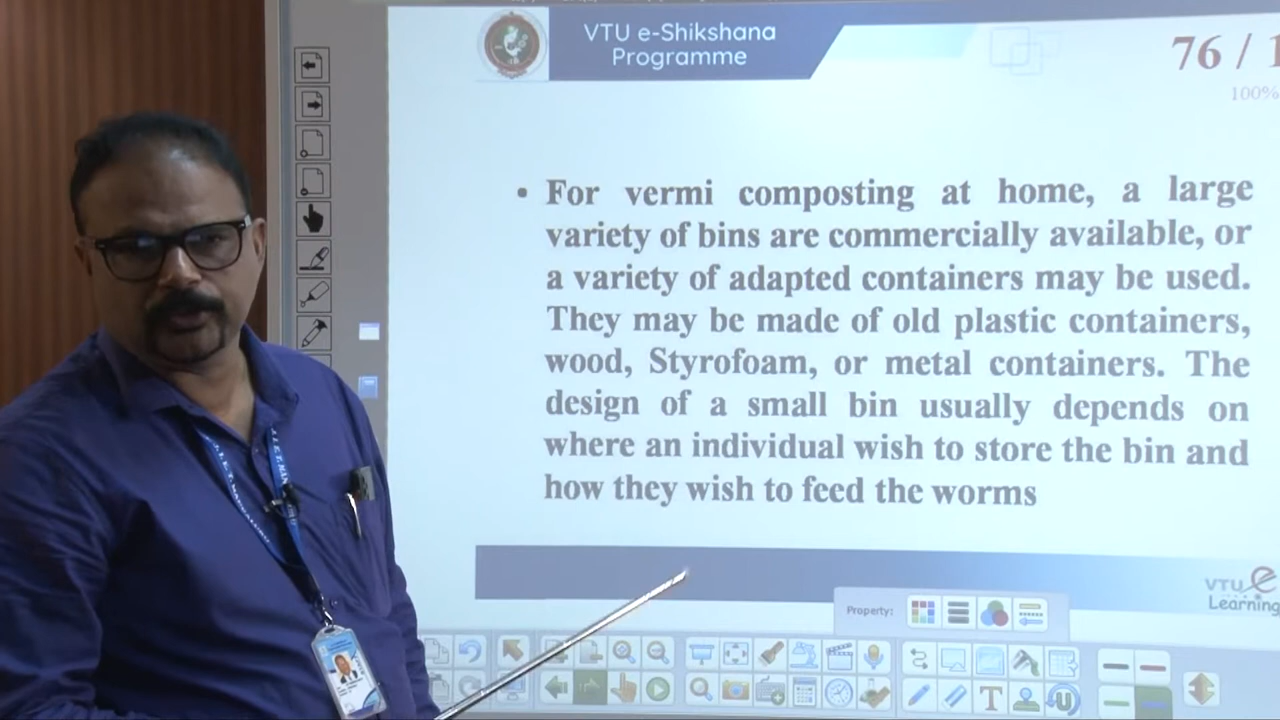 VTU e-Shikshana
Programme
76 / 1
100%
• For vermi composting at home, a large
variety of bins are commercially available, or
a variety of adapted containers may be used.
They may be made of old plastic containers,
wood, Styrofoam, or metal containers. The
design of a small bin usually depends on
where an individual wish to store the bin and
how they wish to feed the worms
VTU e
Learning
Property:
T